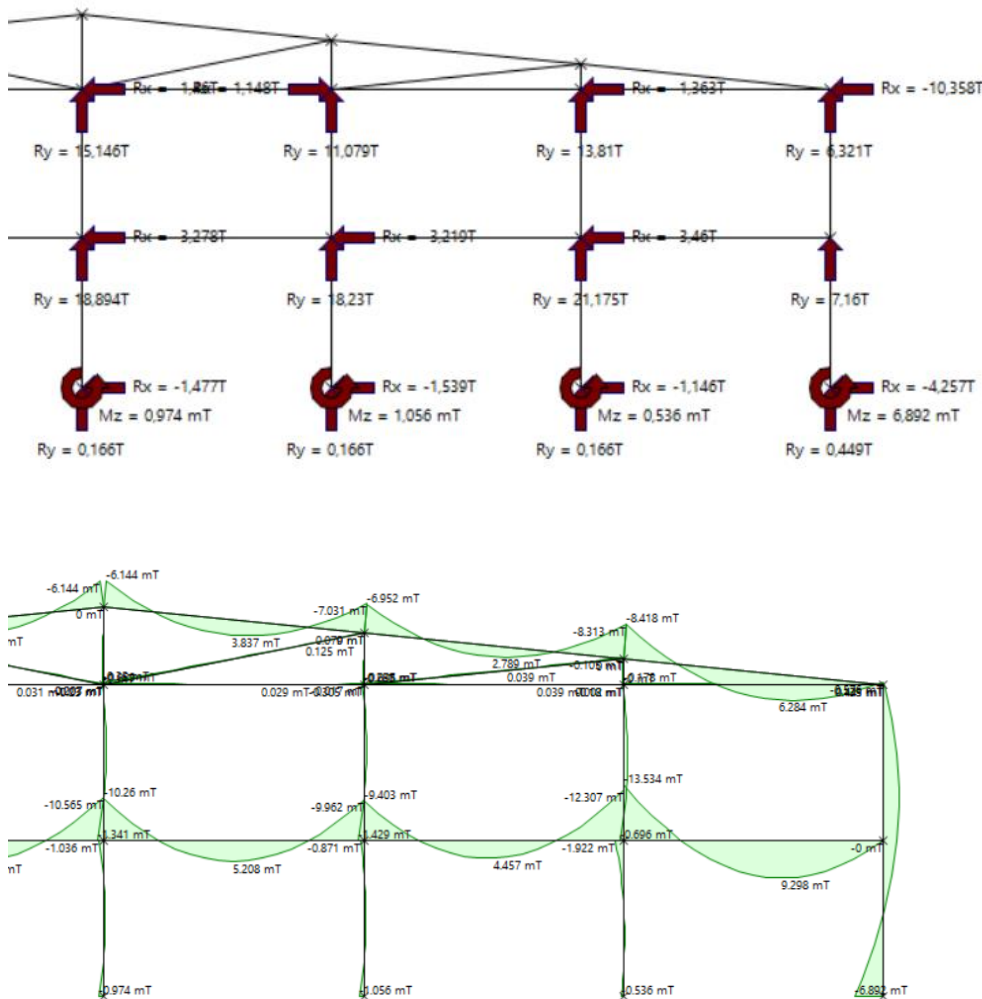 Rx = 1,148T
Rx = -1,363T
Rx = -10,358T
Ry = 15,146T
Ry = 11,079T
Ry = 13,81T
Ry = 6,321T
Rx = -3,278T
Rx = -3,219T
Rx = -3,46T
Ry = 18,894T
Ry = 18,23T
Ry = 21,175T
Ry = 7,16T
Rx = -1,477T
Rx = -1,539T
Rx = -1,146T
Rx = -4,257T
Mz = 0,974 mT
Mz = 1,056 mT
Mz = 0,536 mT
Mz = 6,892 mT
Ry = 0,166T
Ry = 0,166T
Ry = 0,166T
Ry = 0,449T
-6.144 mT
-6.144 mT
-6.952 mT
-7.031 mT
-8.418 mT
-8.313 mT
0 mT
mT
3.837 mT
0.125 mT
2.789 mT
0.039 mT
0.031
0.029
0.039
6.284 mT
-13.534 mT
-10.26 mT
-9.403 mT
-12.307 mT
-10.565 mT
-9.962 mT
-1.341 mT
-1.429 mT
-0.696 mT
-1.036 mT
-0.871 mT
-1.922 mT
-0 mT
mT
5.208 mT
4.457 mT
9.298 mT
-0.974 mT
-1.056 mT
-0.536 mT
-6.892 mT